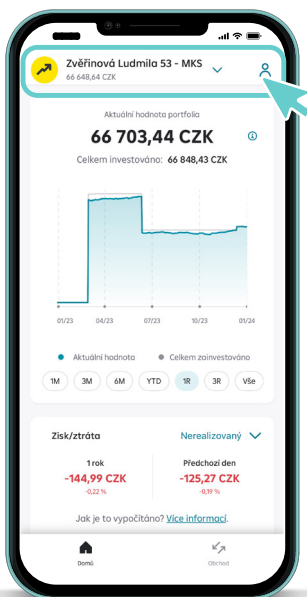 Zvěřinová Ludmila 53 - MKS
66 648,64 CZK
Aktuální hodnota portfolia
66 703,44 CZK
Celkem investováno: 66 848,43 CZK
01/23 04/23 07/23 10/23 01/24
Aktuální hodnota Celkem zainvestováno
1M 3M 6M YTD 1R 3R Vše
Zisk/ztráta Nerealizovaný
1 rok Předchozí den
-144,99 CZK -125,27 CZK
-0,22 % -0,19 %
Jak je to vypočítáno? Více informací.
Domů Obchod